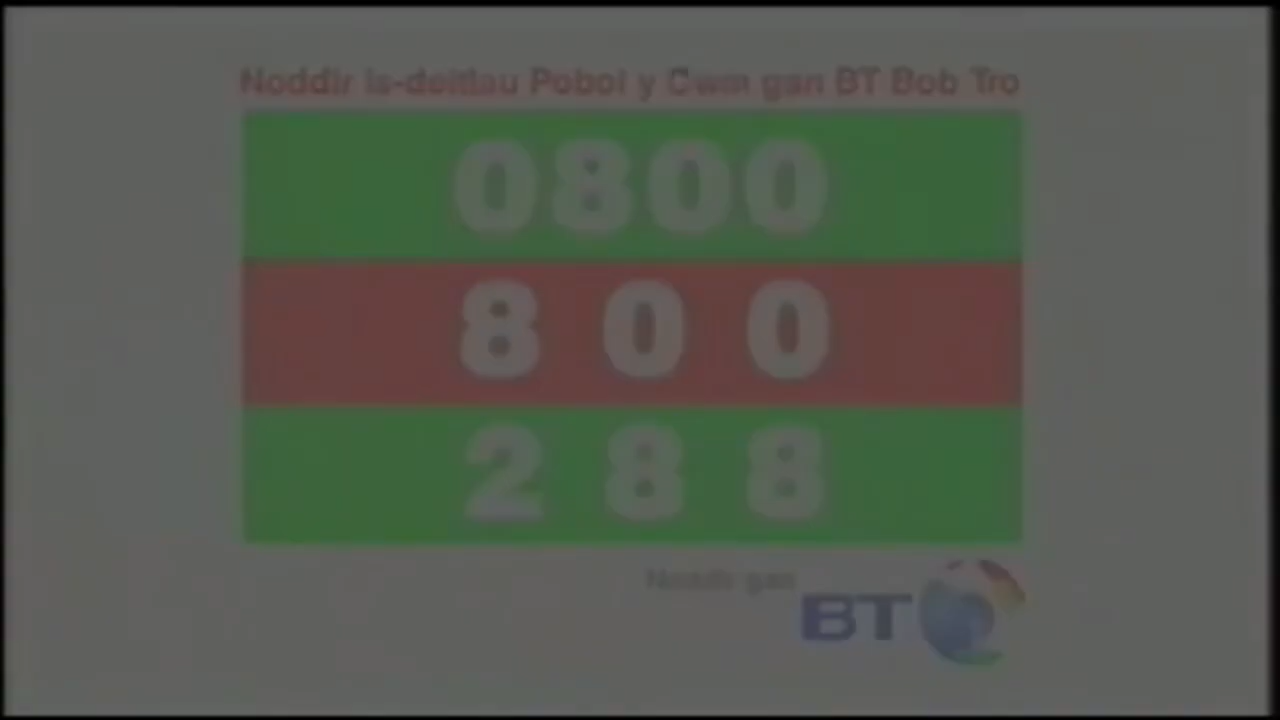 Noddir is-deitlau Pobol y Cwm gan BT Bob Tro
0800
8 0 0
2 8 8
Noddir gan
BT